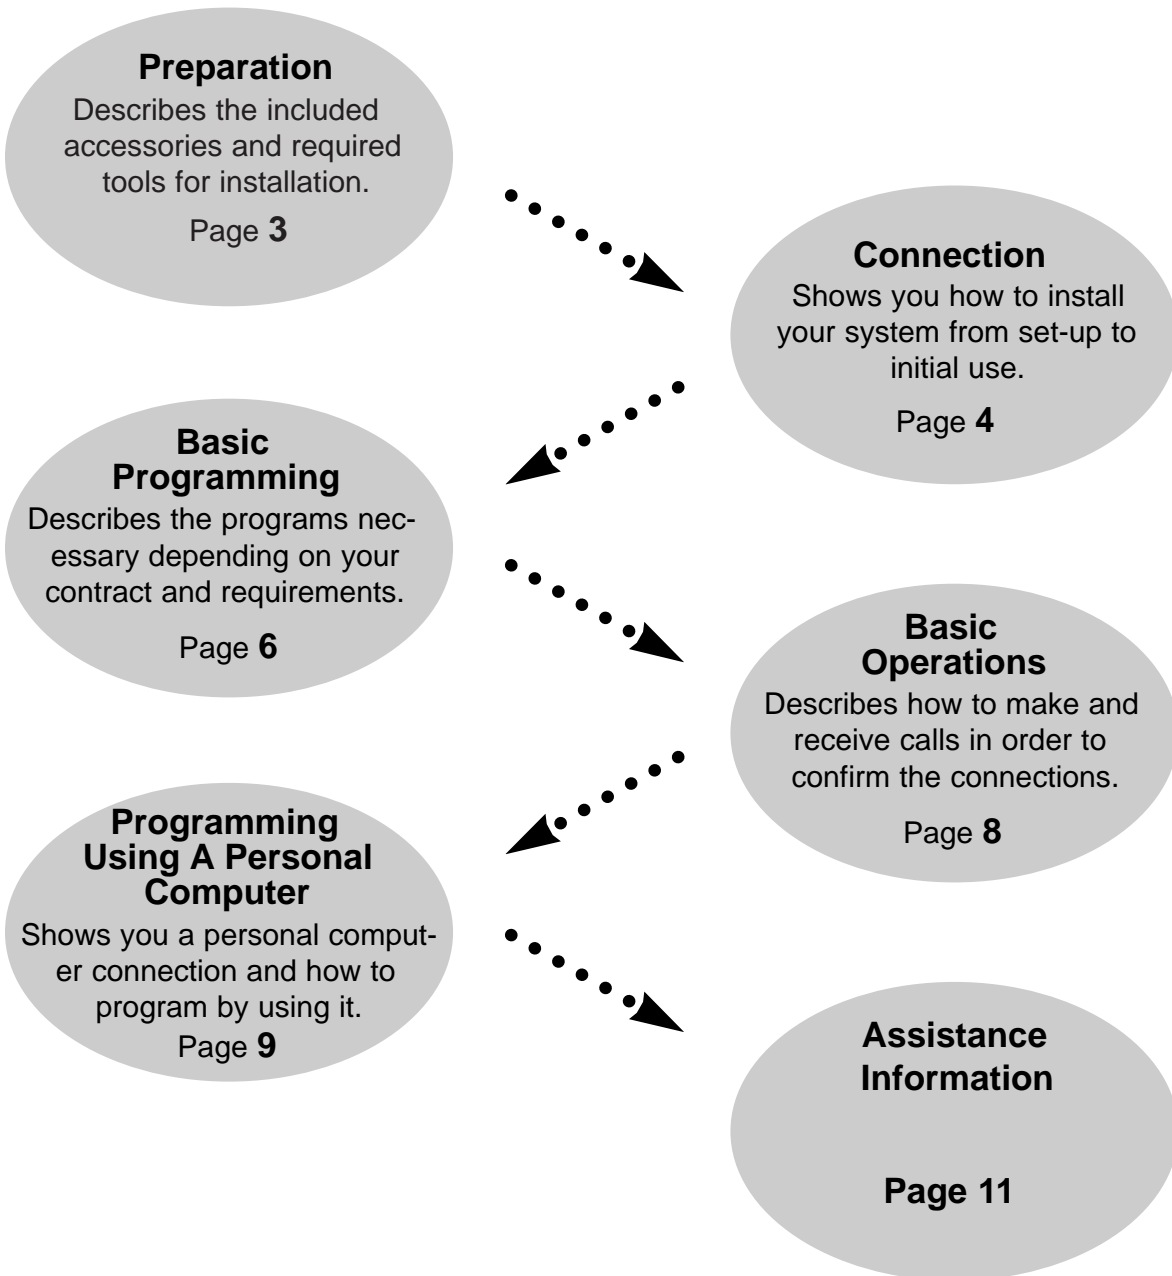 Preparation
Describes the included
accessories and required
tools for installation.
Page 3
Connection
Shows you how to install
your system from set-up to
initial use.
Page 4
Basic
Programming
Describes the programs nec-
essary depending on your
contract and requirements.
Page 6
Basic
Operations
Describes how to make and
receive calls in order to
confirm the connections.
Page 8
Programming
Using A Personal
Computer
Shows you a personal comput-
er connection and how to
program by using it.
Page 9
Assistance
Information
Page 11